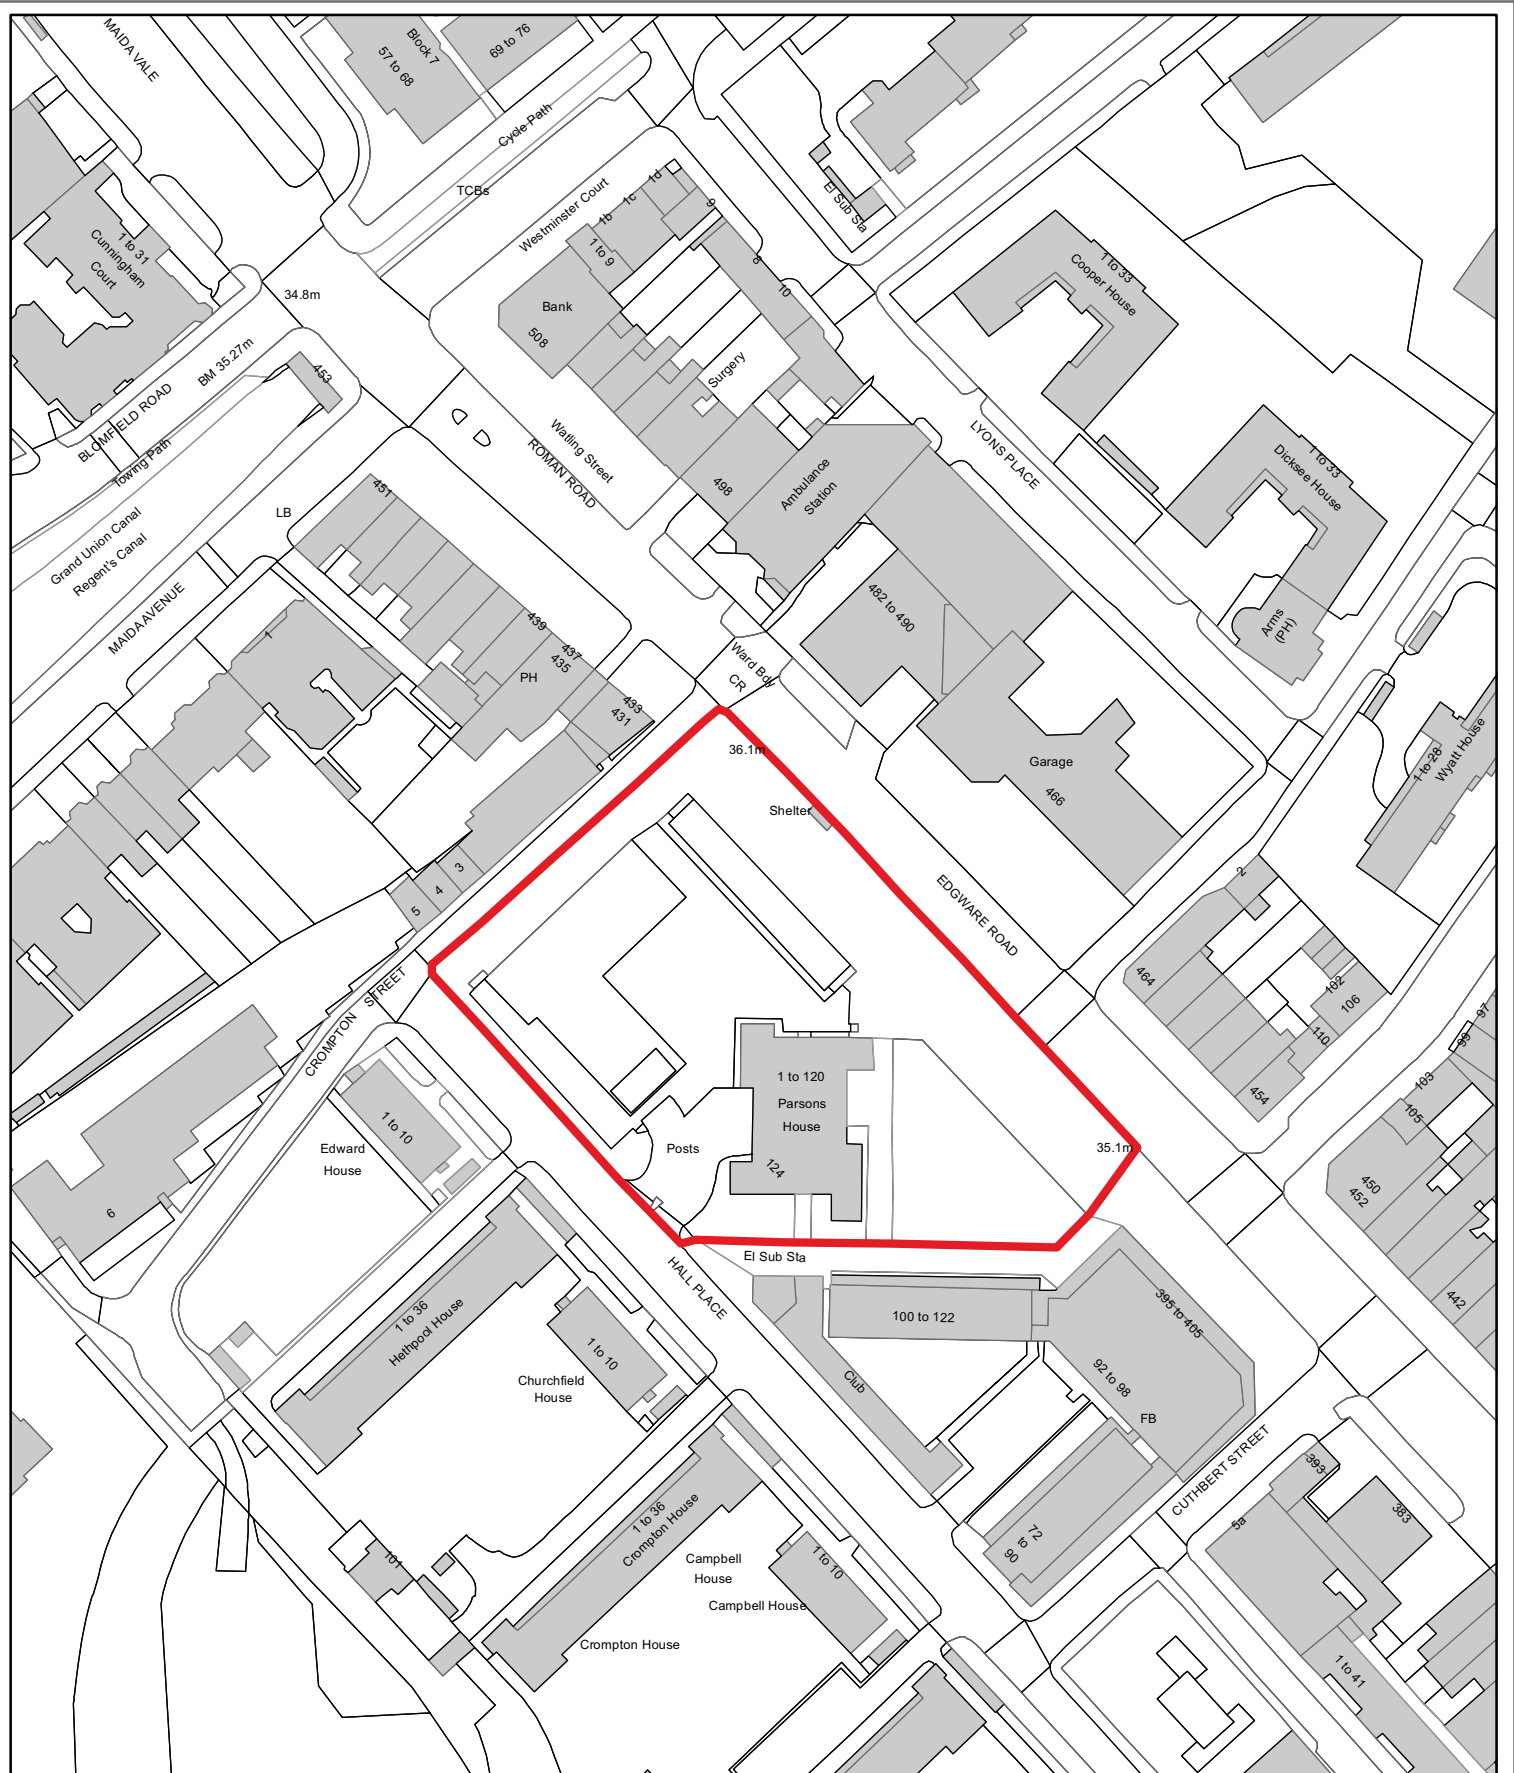 MAIDA VALE
Block 7
57 to 68
69 to 76
Cycle Path
TCBs
Westminster Court
1d
1c
1b
1 to 9
9
8
10
El Sub Sta
1 to 31
Cunningham
Court
34.8m
Bank
508
1 to 33
Cooper House
BM 35.27m
453
BLOMFIELD ROAD
Towing Path
Surgery
Watling Street
ROMAN ROAD
LYONS PLACE
1 to 33
Dicksee House
451
498
Ambulance
Station
LB
Grand Union Canal
Regent's Canal
MAIDA AVENUE
482 to 490
Arms
(PH)
1
439
437
435
PH
433
431
Ward Bdy
CR
36.1m
Shelter
Garage
466
1 to 28
Wyatt House
3
4
5
EDGWARE ROAD
2
464
102
106
110
454
97
99
103
105
CROMPTON STREET
1 to 120
Parsons
House
124
Posts
1 to 10
Edward
House
6
35.1m
450
452
442
El Sub Sta
HALL PLACE
1 to 36
Hethpool House
1 to 10
Churchfield
House
100 to 122
395 to 405
92 to 98
FB
Club
CUTHBERT STREET
393
383
5a
72
to
90
1 to 36
Crompton House
Campbell
House
1 to 10
Campbell House
Crompton House
101
1 to 41